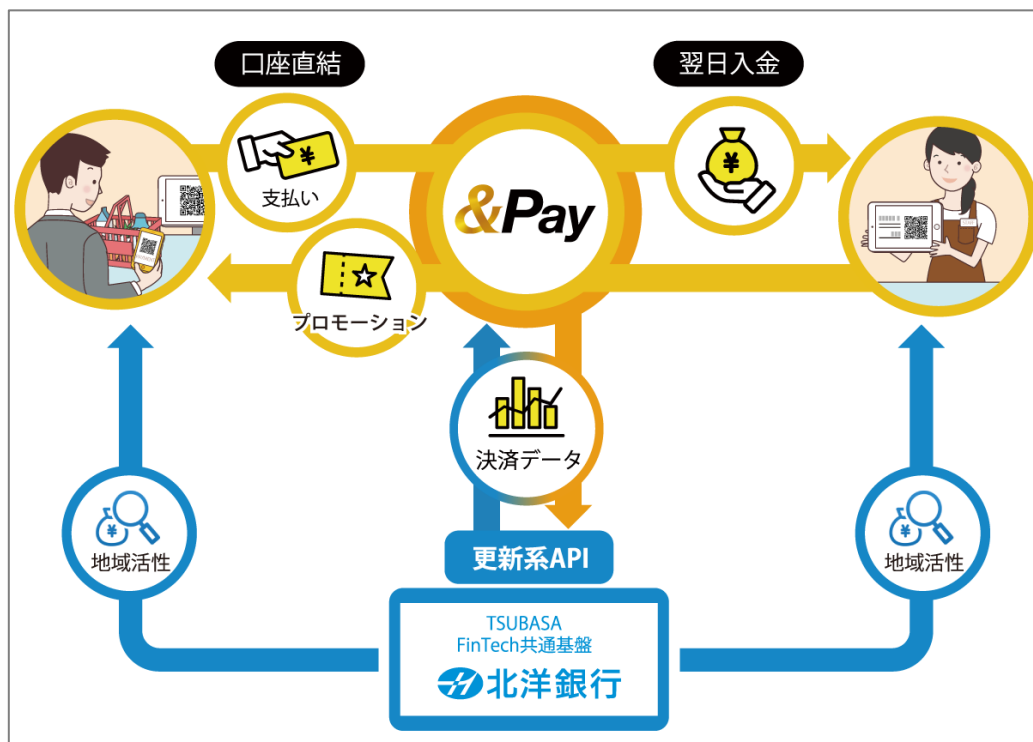 口座直結
翌日入金
¥
支払い
¥
&Pay
プロモーション
決済データ
¥
地域活性
¥
地域活性
更新系API
TSUBASA
FinTech共通基盤
北洋銀行